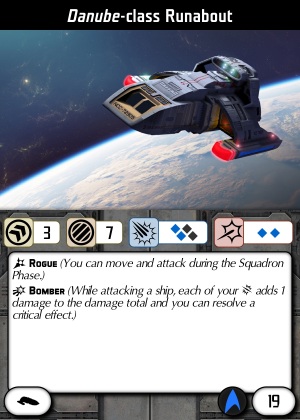 Danube-class Runabout
3 7
Rogue (You can move and attack during the Squadron
Phase.)
Bomber (While attacking a ship, each of your adds 1
damage to the damage total and you can resolve a
critical effect.)
19